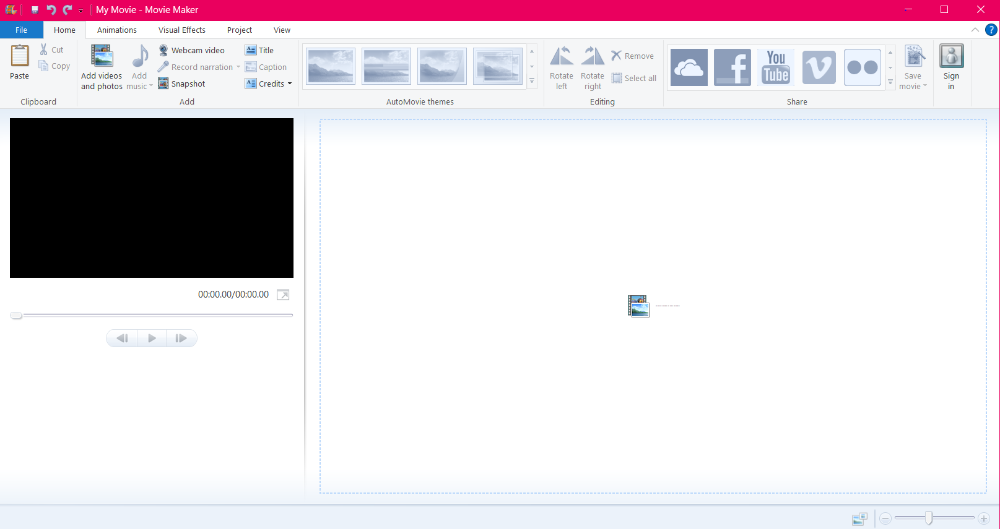 My Movie - Movie Maker
File Home Animations Visual Effects Project View
?
Paste
Cut
Copy
Clipboard
Add videos
and photos
Add
music
Webcam video
Record narration
Snapshot
Title
Caption
Credits
Add
AutoMovie themes
Rotate
left
Rotate
right
Remove
Select all
Editing
f
You
Tube
Save
movie
Share
Sign
in
00:00.00/00:00.00